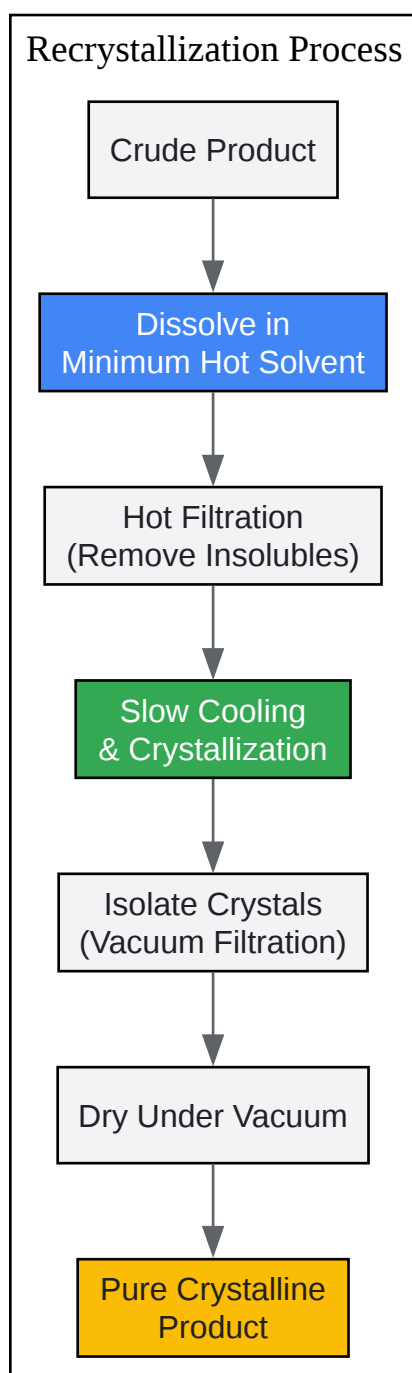 Recrystallization Process
Crude Product
Dissolve in
Minimum Hot Solvent
Hot Filtration
(Remove Insolubles)
Slow Cooling
& Crystallization
Isolate Crystals
(Vacuum Filtration)
Dry Under Vacuum
Pure Crystalline
Product